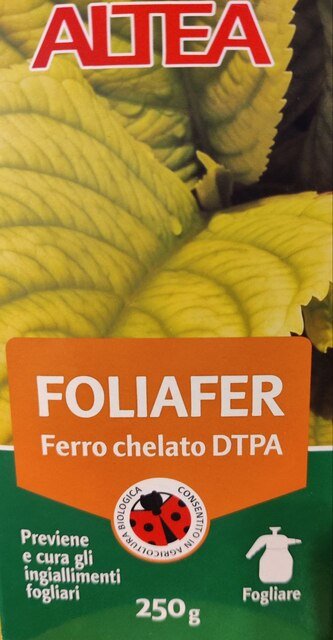 ALTEA
FOLIAFER
Ferro chelato DTPA
CONSENTITO IN AGRICOLTURA BIOLOGICA
Previene
e cura gli
ingiallimenti
fogliari
250g
Fogliare